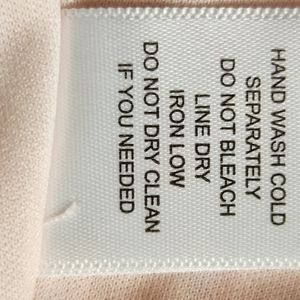 HAND WASH COLD
SEPARATELY
DO NOT BLEACH
LINE DRY
IRON LOW
DO NOT DRY CLEAN
IF YOU NEEDED